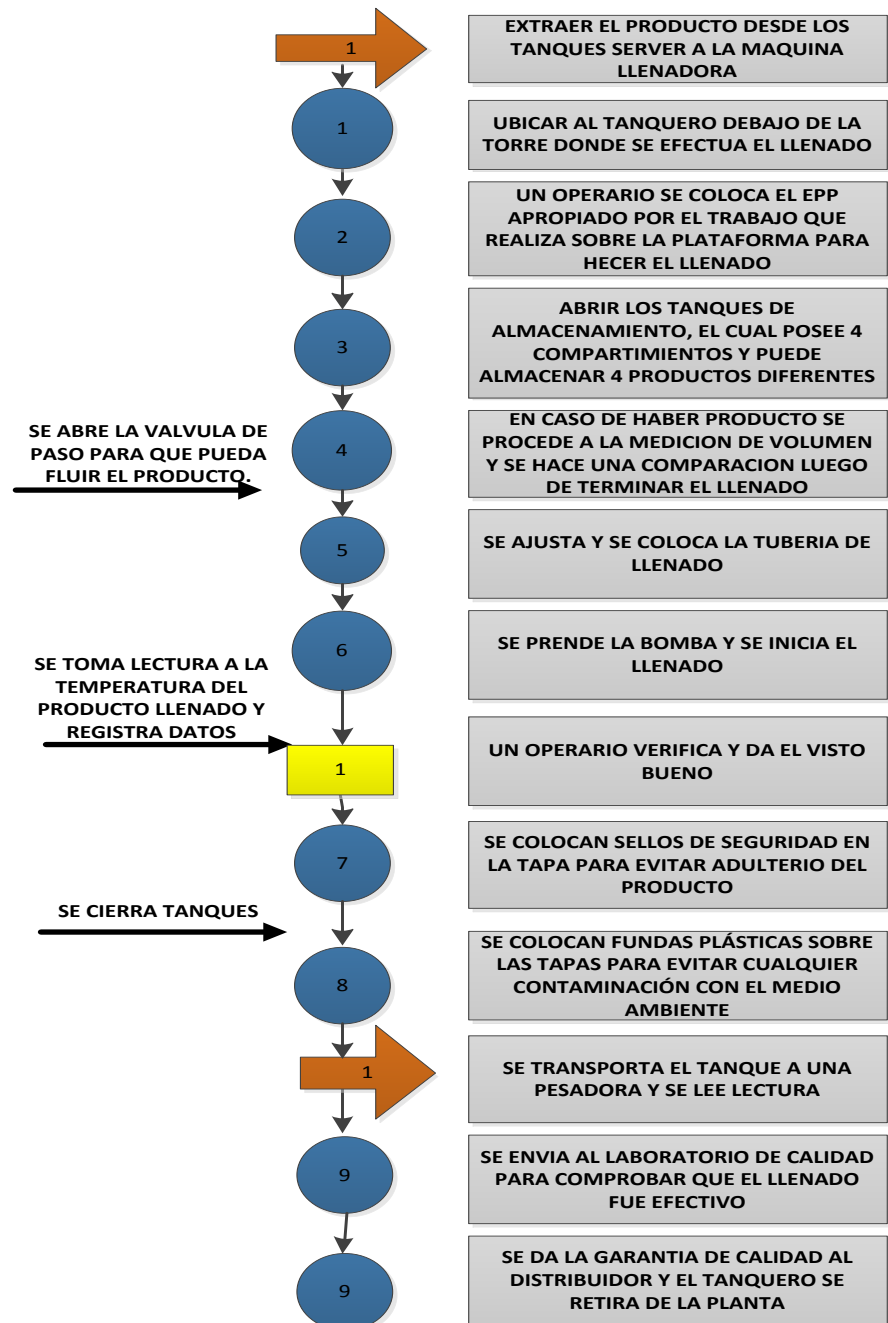 1
EXTRAER EL PRODUCTO DESDE LOS
TANQUES SERVER A LA MAQUINA
LLENADORA
1
UBICAR AL TANQUERO DEBAJO DE LA
TORRE DONDE SE EFECTUA EL LLENADO
2
UN OPERARIO SE COLOCA EL EPP
APROPIADO POR EL TRABAJO QUE
REALIZA SOBRE LA PLATAFORMA PARA
HECER EL LLENADO
3
ABRIR LOS TANQUES DE
ALMACENAMIENTO, EL CUAL POSEE 4
COMPARTIMIENTOS Y PUEDE
ALMACENAR 4 PRODUCTOS DIFERENTES
SE ABRE LA VALVULA DE
PASO PARA QUE PUEDA
FLUIR EL PRODUCTO.
4
EN CASO DE HABER PRODUCTO SE
PROCEDE A LA MEDICION DE VOLUMEN
Y SE HACE UNA COMPARACION LUEGO
DE TERMINAR EL LLENADO
5
SE AJUSTA Y SE COLOCA LA TUBERIA DE
LLENADO
6
SE PRENDE LA BOMBA Y SE INICIA EL
LLENADO
SE TOMA LECTURA A LA
TEMPERATURA DEL
PRODUCTO LLENADO Y
REGISTRA DATOS
1
UN OPERARIO VERIFICA Y DA EL VISTO
BUENO
7
SE COLOCAN SELLOS DE SEGURIDAD EN
LA TAPA PARA EVITAR ADULTERIO DEL
PRODUCTO
SE CIERRA TANQUES
8
SE COLOCAN FUNDAS PLÁSTICAS SOBRE
LAS TAPAS PARA EVITAR CUALQUIER
CONTAMINACIÓN CON EL MEDIO
AMBIENTE
1
SE TRANSPORTA EL TANQUE A UNA
PESADORA Y SE LEE LECTURA
9
SE ENVIA AL LABORATORIO DE CALIDAD
PARA COMPROBAR QUE EL LLENADO
FUE EFECTIVO
9
SE DA LA GARANTIA DE CALIDAD AL
DISTRIBUIDOR Y EL TANQUERO SE
RETIRA DE LA PLANTA